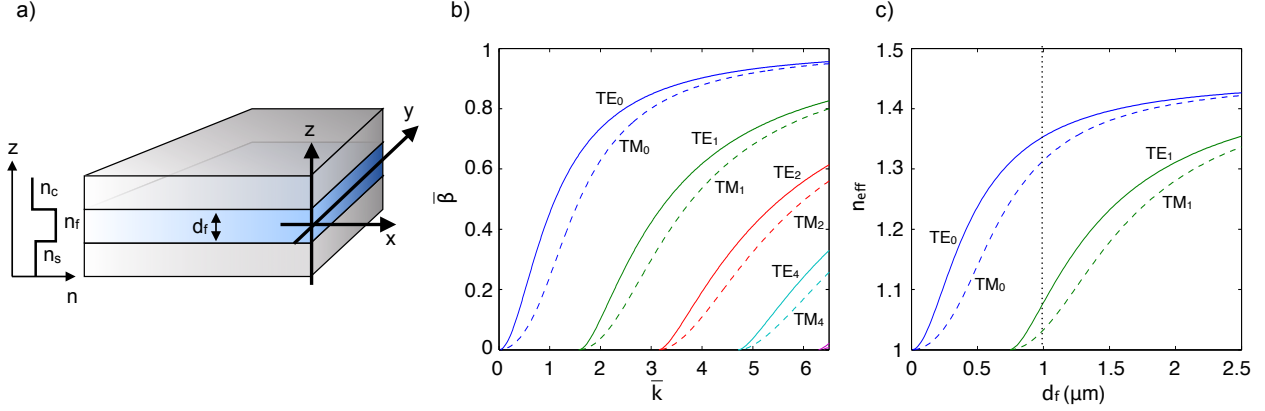 a)
z
n_c
n_f
n_s
n
d_f
z
y
x
b)
1
0.8
0.6
0.4
0.2
0
β̅
TE₀
TM₀
TE₁
TM₁
TE₂
TM₂
TE₄
TM₄
0 1 2 3 4 5 6
k̅
c)
1.5
1.4
1.3
1.2
1.1
1
n_eff
TE₀
TM₀
TE₁
TM₁
0 0.5 1 1.5 2 2.5
d_f (μm)